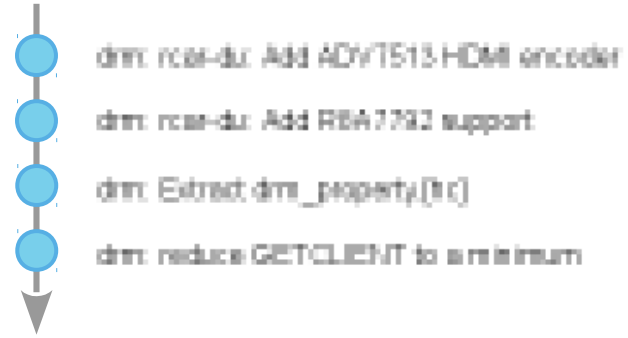 drm: rcar-du: Add ADV7513 HDMI encoder
drm: rcar-du: Add R8A7792 support
drm: Extract drm_property.[hc]
drm: reduce GETCLIENT to a minimum